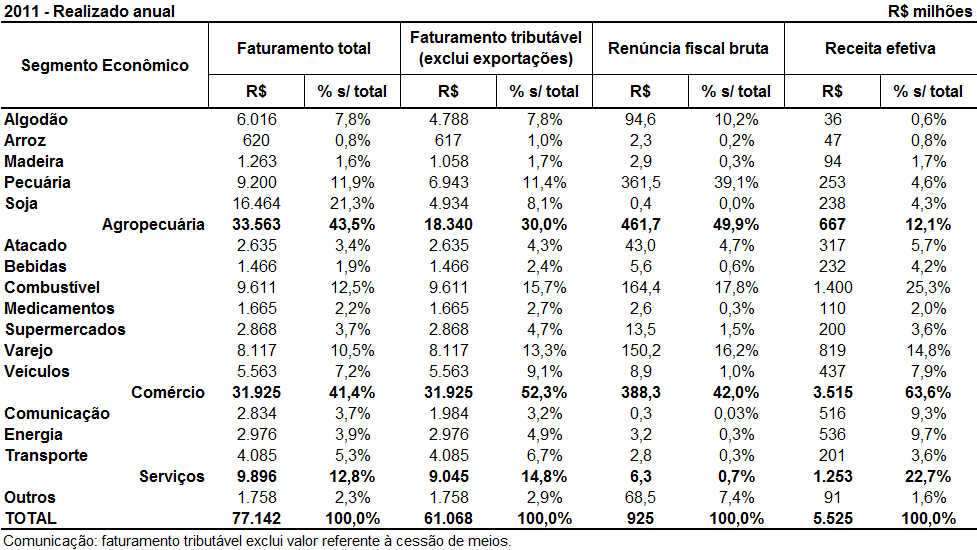 2011 - Realizado anual R$ milhões
Segmento Econômico Faturamento total Faturamento tributável (exclui exportações) Renúncia fiscal bruta Receita efetiva
R$ % s/ total R$ % s/ total R$ % s/ total R$ % s/ total
Algodão 6.016 7,8% 4.788 7,8% 94,6 10,2% 36 0,6%
Arroz 620 0,8% 617 1,0% 2,3 0,2% 47 0,8%
Madeira 1.263 1,6% 1.058 1,7% 2,9 0,3% 94 1,7%
Pecuária 9.200 11,9% 6.943 11,4% 361,5 39,1% 253 4,6%
Soja 16.464 21,3% 4.934 8,1% 0,4 0,0% 238 4,3%
Agropecuária 33.563 43,5% 18.340 30,0% 461,7 49,9% 667 12,1%
Atacado 2.635 3,4% 2.635 4,3% 43,0 4,7% 317 5,7%
Bebidas 1.466 1,9% 1.466 2,4% 5,6 0,6% 232 4,2%
Combustível 9.611 12,5% 9.611 15,7% 164,4 17,8% 1.400 25,3%
Medicamentos 1.665 2,2% 1.665 2,7% 2,6 0,3% 110 2,0%
Supermercados 2.868 3,7% 2.868 4,7% 13,5 1,5% 200 3,6%
Varejo 8.117 10,5% 8.117 13,3% 150,2 16,2% 819 14,8%
Veículos 5.563 7,2% 5.563 9,1% 8,9 1,0% 437 7,9%
Comércio 31.925 41,4% 31.925 52,3% 388,3 42,0% 3.515 63,6%
Comunicação 2.834 3,7% 1.984 3,2% 0,3 0,03% 516 9,3%
Energia 2.976 3,9% 2.976 4,9% 3,2 0,3% 536 9,7%
Transporte 4.085 5,3% 4.085 6,7% 2,8 0,3% 201 3,6%
Serviços 9.896 12,8% 9.045 14,8% 6,3 0,7% 1.253 22,7%
Outros 1.758 2,3% 1.758 2,9% 68,5 7,4% 91 1,6%
TOTAL 77.142 100,0% 61.068 100,0% 925 100,0% 5.525 100,0%
Comunicação: faturamento tributável exclui valor referente à cessão de meios.